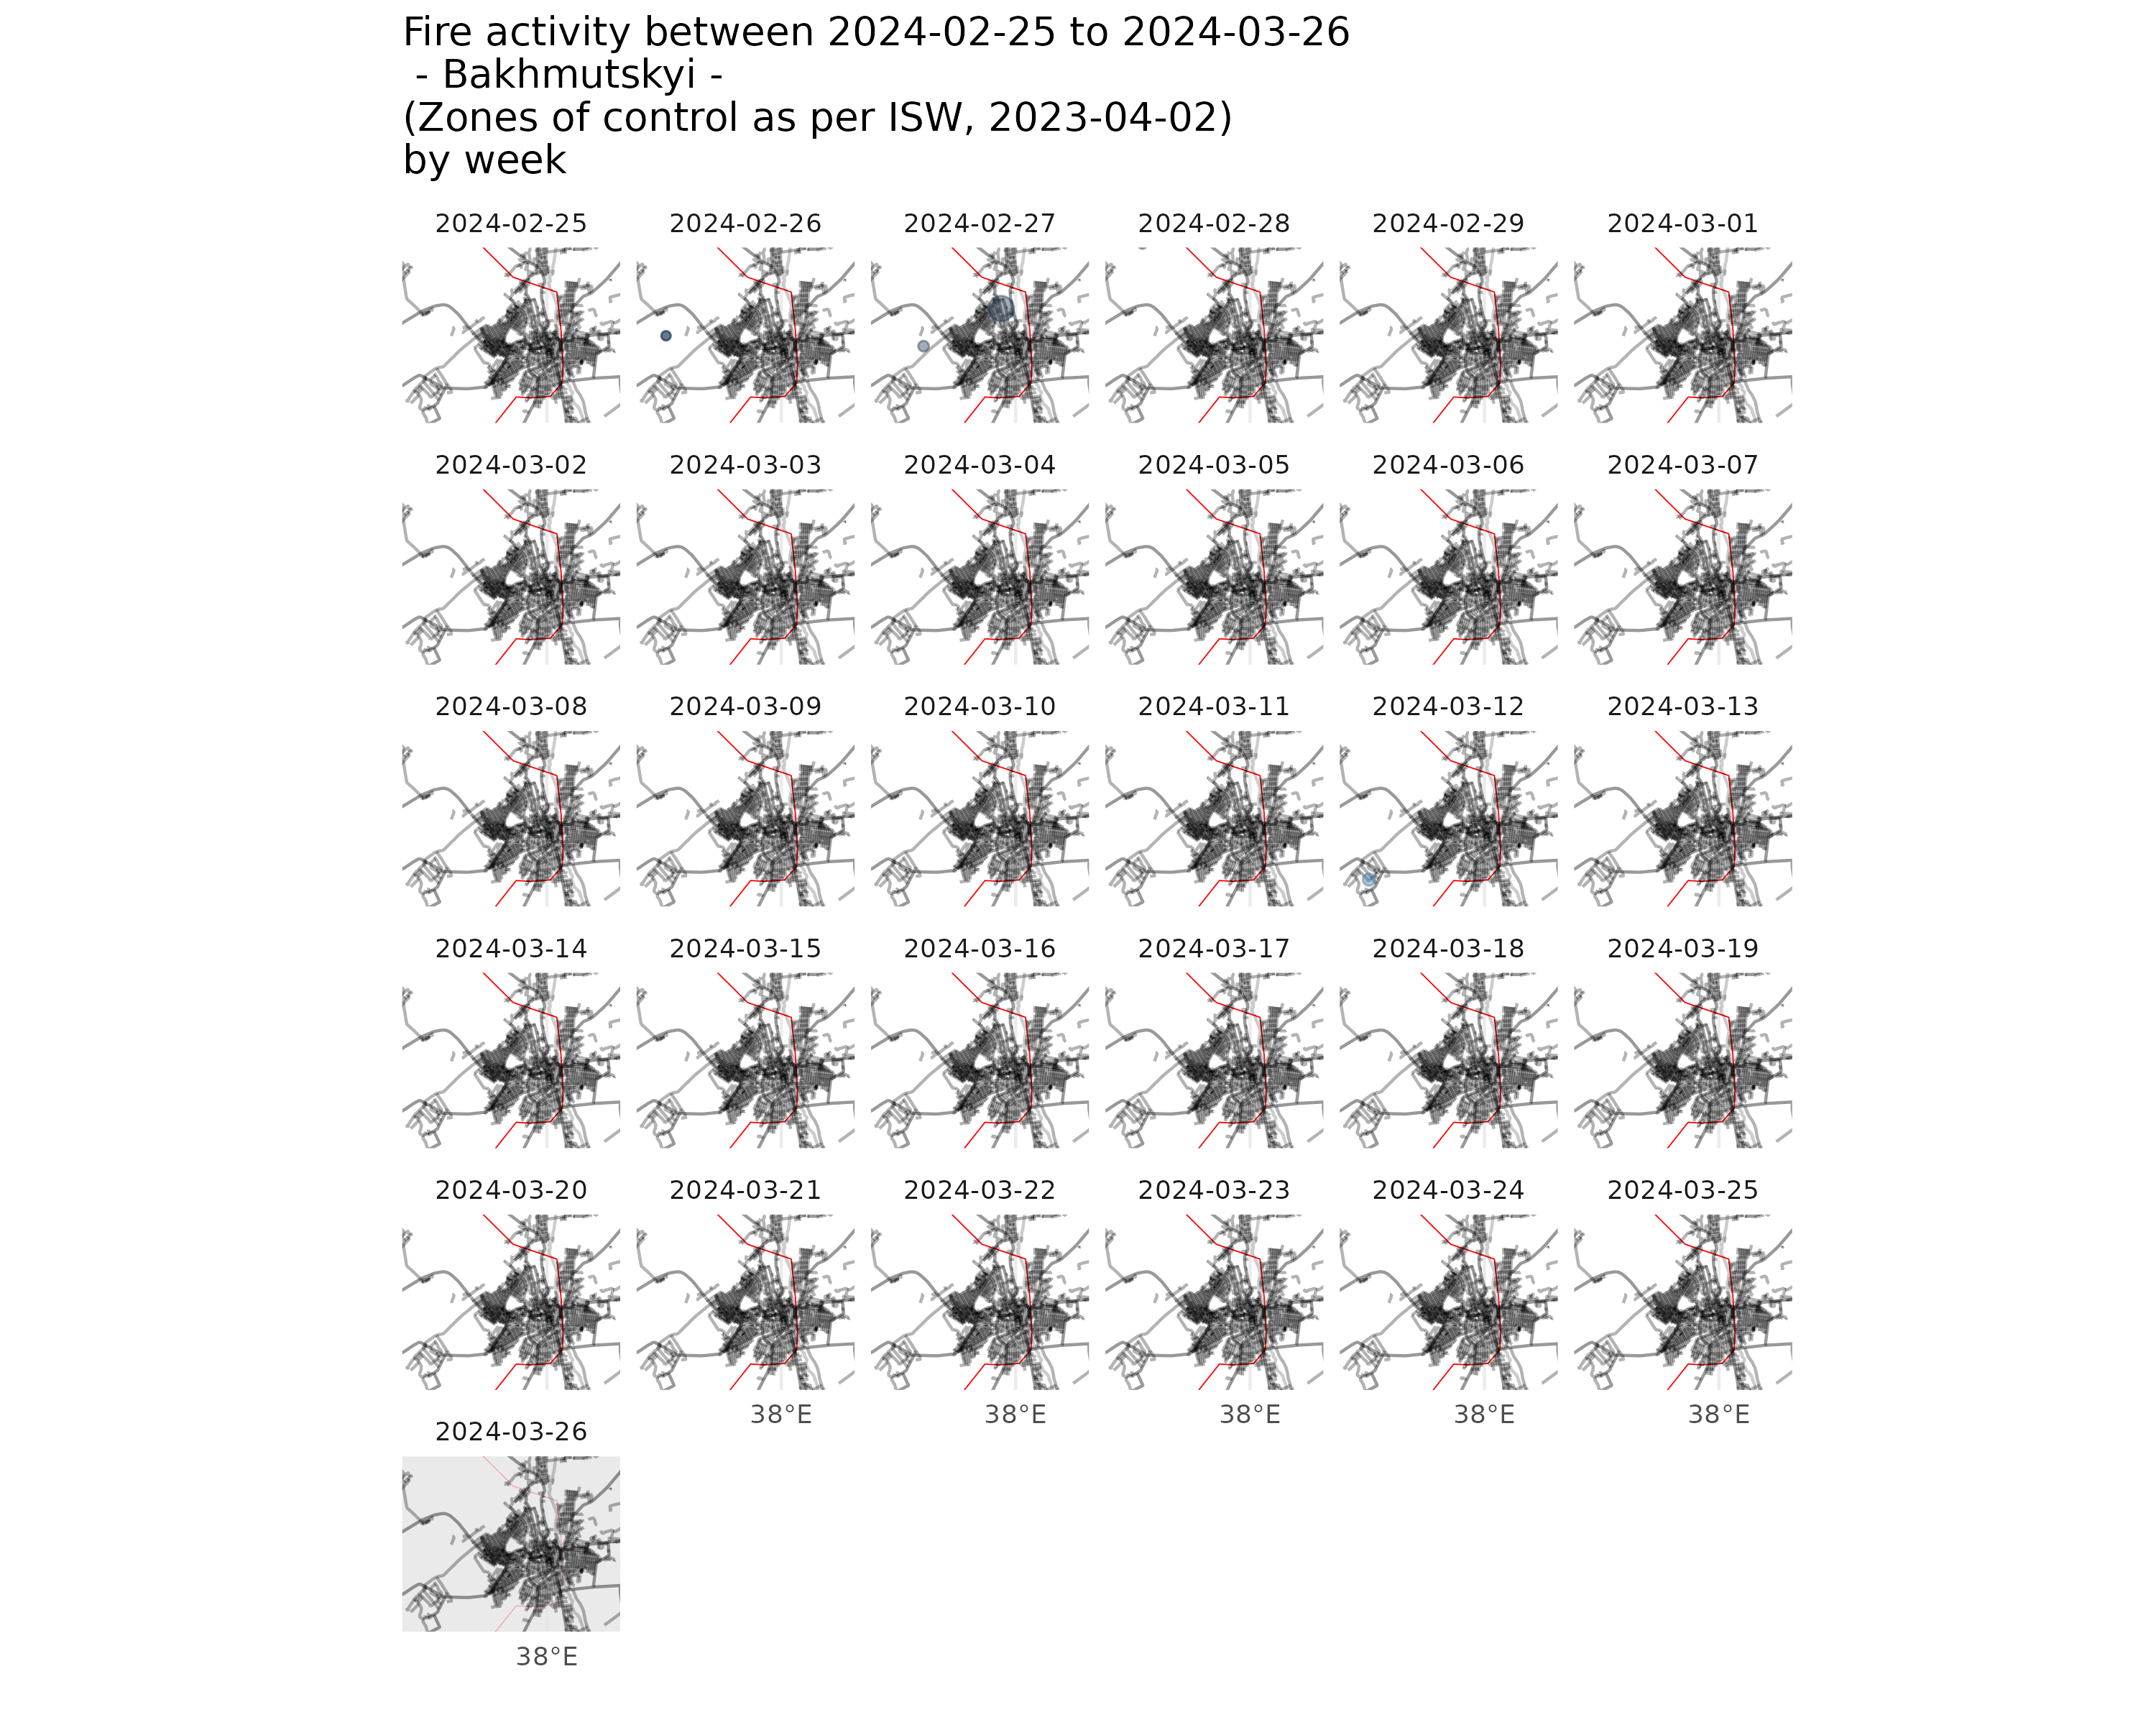 Fire activity between 2024-02-25 to 2024-03-26
- Bakhmutskyi -
(Zones of control as per ISW, 2023-04-02)
by week
2024-02-25 2024-02-26 2024-02-27 2024-02-28 2024-02-29 2024-03-01
2024-03-02 2024-03-03 2024-03-04 2024-03-05 2024-03-06 2024-03-07
2024-03-08 2024-03-09 2024-03-10 2024-03-11 2024-03-12 2024-03-13
2024-03-14 2024-03-15 2024-03-16 2024-03-17 2024-03-18 2024-03-19
2024-03-20 2024-03-21 2024-03-22 2024-03-23 2024-03-24 2024-03-25
38°E 38°E 38°E 38°E 38°E
2024-03-26
38°E